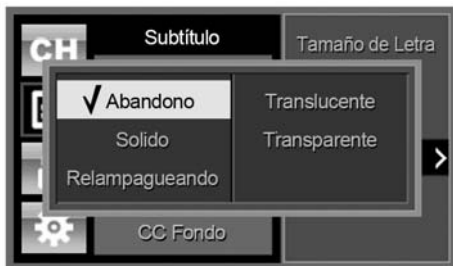 CH
Subtítulo
Tamaño de Letra
√ Abandono
Solido
Relampagueando
Translucente
Transparente
>
CC Fondo